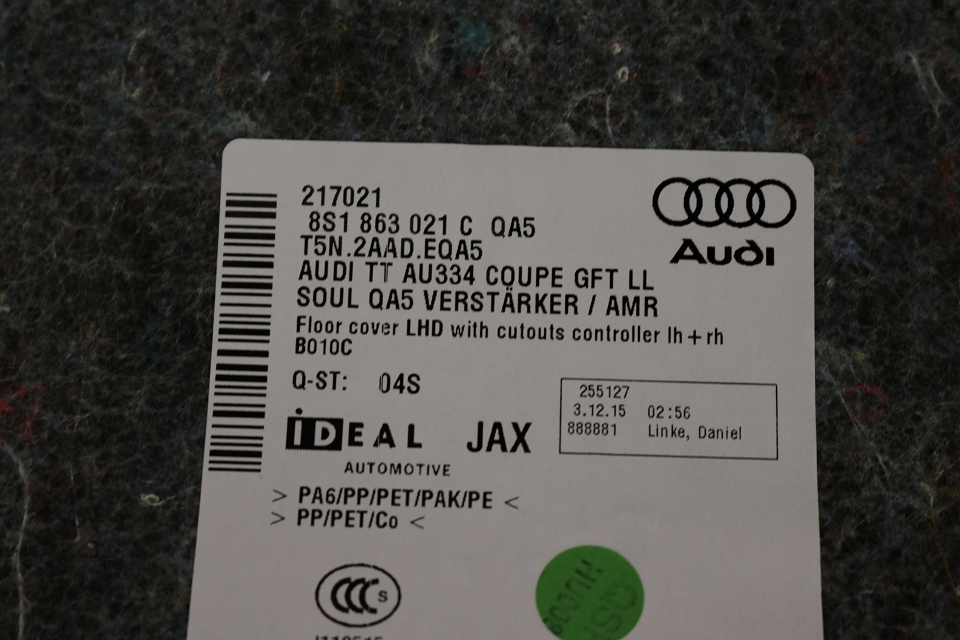 217021
8S1 863 021 C QA5
T5N.2AAD.EQA5
AUDI TT AU334 COUPE GFT LL
SOUL QA5 VERSTÄRKER / AMR
Floor cover LHD with cutouts controller lh + rh
B010C
Q-ST: 04S
Audi
255127
3.12.15 02:56
888881 Linke, Daniel
iDEAL JAX
AUTOMOTIVE
> PA6/PP/PET/PAK/PE <
> PP/PET/Co <
CCC S